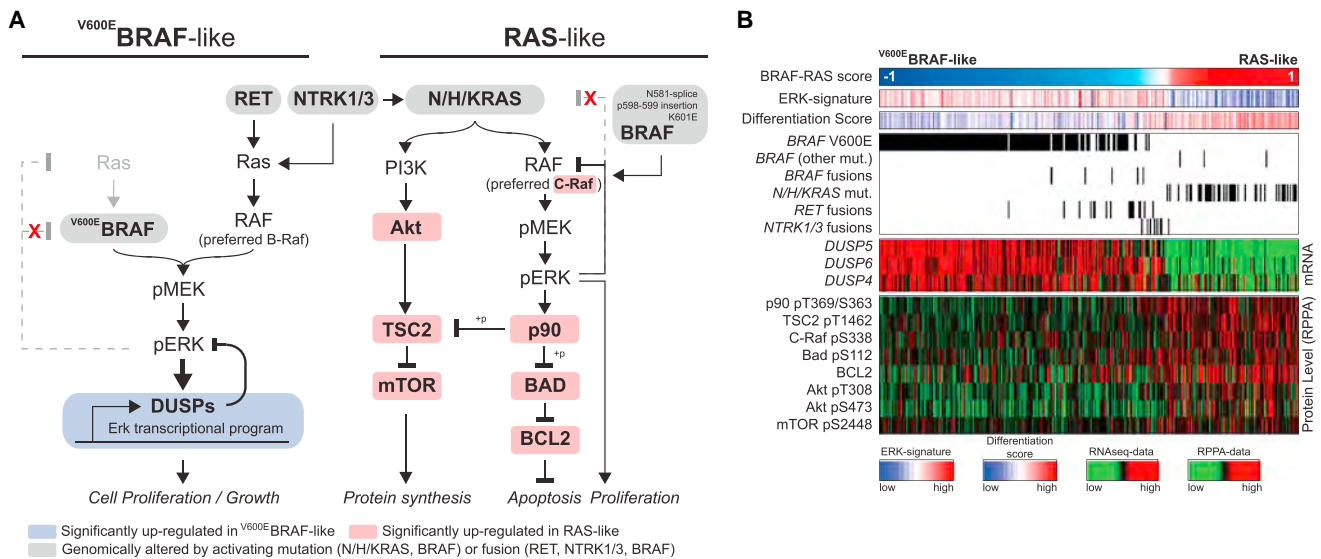 A
V600EBRAF-like
RAS-like
RET
NTRK1/3
N/H/KRAS
X
N581-splice
p598-599 insertion
K601E
BRAF
Ras
Ras
PI3K
RAF
(preferred C-Raf)
X
V600EBRAF
RAF
(preferred B-Raf)
Akt
pMEK
pMEK
pERK
pERK
TSC2
+p
p90
+p
mTOR
BAD
DUSPs
Erk transcriptional program
BCL2
Cell Proliferation / Growth
Protein synthesis
Apoptosis
Proliferation
Significantly up-regulated in V600EBRAF-like
Significantly up-regulated in RAS-like
Genomically altered by activating mutation (N/H/KRAS, BRAF) or fusion (RET, NTRK1/3, BRAF)
B
V600EBRAF-like
RAS-like
BRAF-RAS score
-1
1
ERK-signature
Differentiation Score
BRAF V600E
BRAF (other mut.)
BRAF fusions
N/H/KRAS mut.
RET fusions
NTRK1/3 fusions
DUSP5
DUSP6
DUSP4
mRNA
p90 pT369/S363
TSC2 pT1462
C-Raf pS338
Bad pS112
BCL2
Akt pT308
Akt pS473
mTOR pS2448
Protein Level (RPPA)
ERK-signature
low high
Differentiation
score
low high
RNAseq-data
low high
RPPA-data
low high